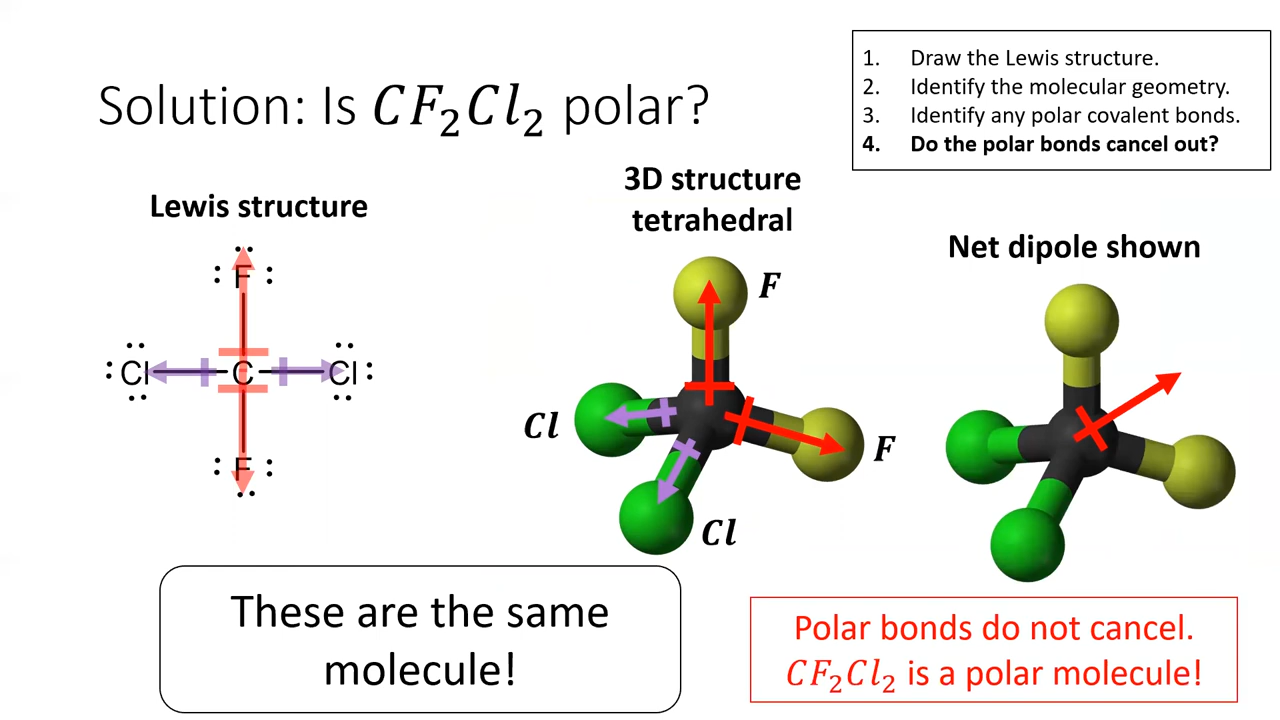 1. Draw the Lewis structure.
2. Identify the molecular geometry.
3. Identify any polar covalent bonds.
4. Do the polar bonds cancel out?
Solution: Is CF₂Cl₂ polar?
Lewis structure
F
Cl C Cl
F
3D structure
tetrahedral
F
Cl
F
Cl
Net dipole shown
These are the same
molecule!
Polar bonds do not cancel.
CF₂Cl₂ is a polar molecule!